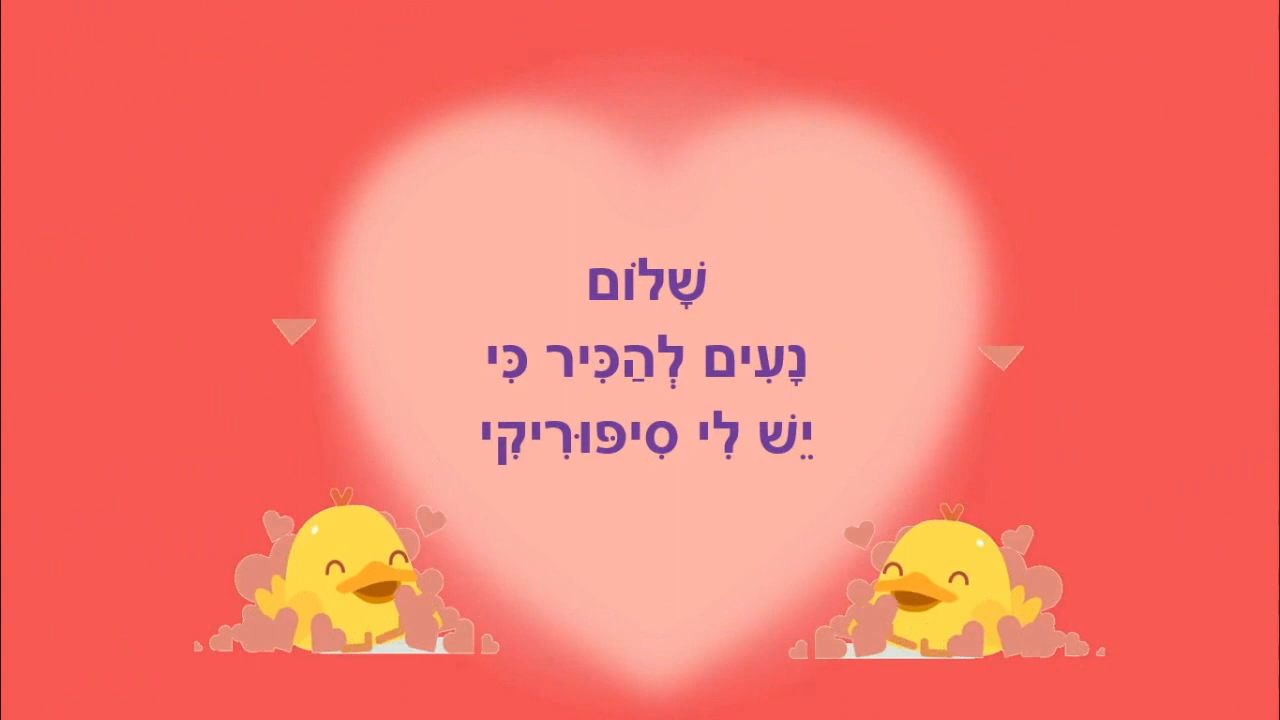 שָׁלוֹם
נָעִים לְהַכִּיר כִּי
יֵשׁ לִי סִיפּוּרִיקִי